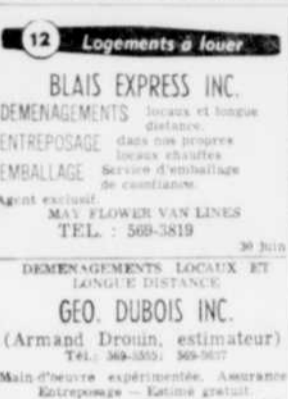 12 Logements à louer
BLAIS EXPRESS INC.
DEMENAGEMENTS locaux et longue
distance.
ENTREPOSAGE dans nos propres
locaux chauffés
EMBALLAGE Service d'emballage
de confiance.
Agent exclusif.
MAY FLOWER VAN LINES
TEL. : 569-3819
30 juin
DEMENAGEMENTS LOCAUX ET
LONGUE DISTANCE
GEO. DUBOIS INC.
(Armand Drouin, estimateur)
Tél.:
Main-d'oeuvre expérimentée. Assurance
Entreposage — Estimé gratuit.